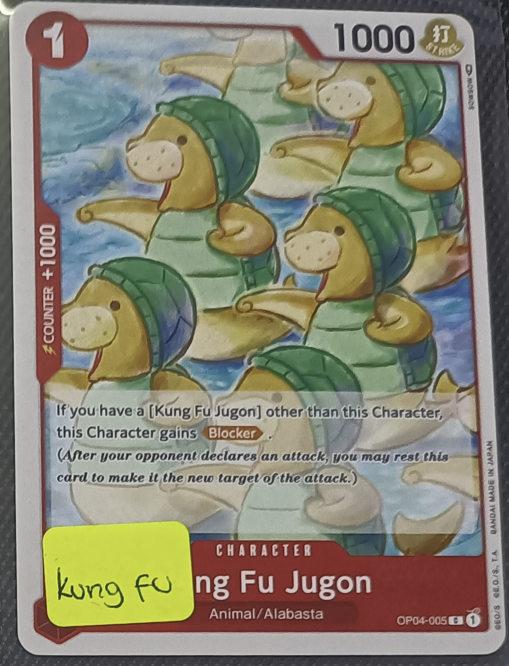 1
1000
打
STRIKE
COUNTER +1000
If you have a [Kung Fu Jugon] other than this Character,
this Character gains Blocker.
(After your opponent declares an attack, you may rest this
card to make it the new target of the attack.)
CHARACTER
Kung Fu
ng Fu Jugon
Animal/Alabasta
OP04-005 C 1
©E.O./S., T.A. BANDAI MADE IN JAPAN